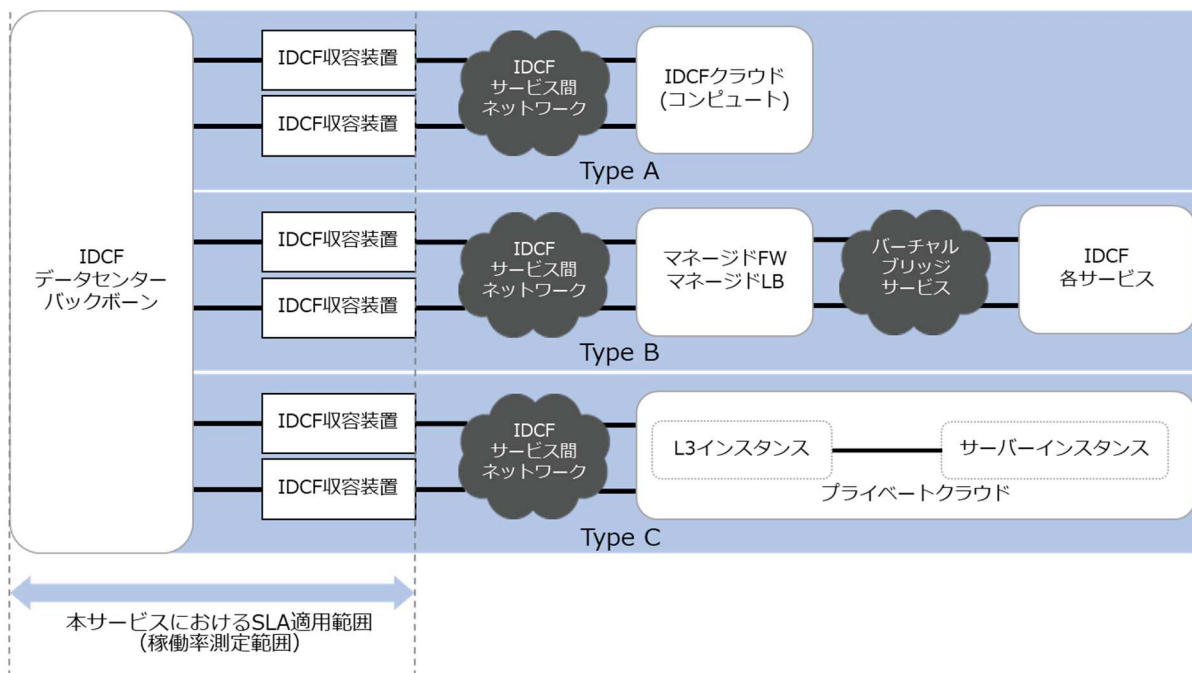 IDCF
データセンター
バックボーン
IDCF収容装置
IDCF収容装置
IDCF
サービス間
ネットワーク
IDCFクラウド
(コンピュート)
Type A
IDCF収容装置
IDCF収容装置
IDCF
サービス間
ネットワーク
マネージドFW
マネージドLB
バーチャル
ブリッジ
サービス
IDCF
各サービス
Type B
IDCF収容装置
IDCF収容装置
IDCF
サービス間
ネットワーク
L3インスタンス
サーバーインスタンス
プライベートクラウド
Type C
本サービスにおけるSLA適用範囲
(稼働率測定範囲)